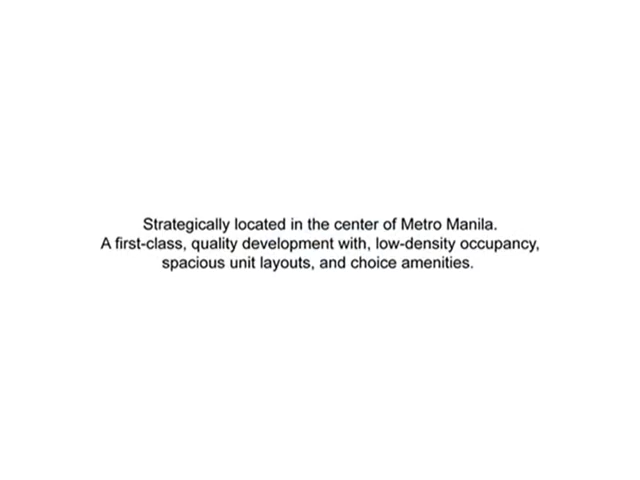 Strategically located in the center of Metro Manila.
A first-class, quality development with, low-density occupancy,
spacious unit layouts, and choice amenities.